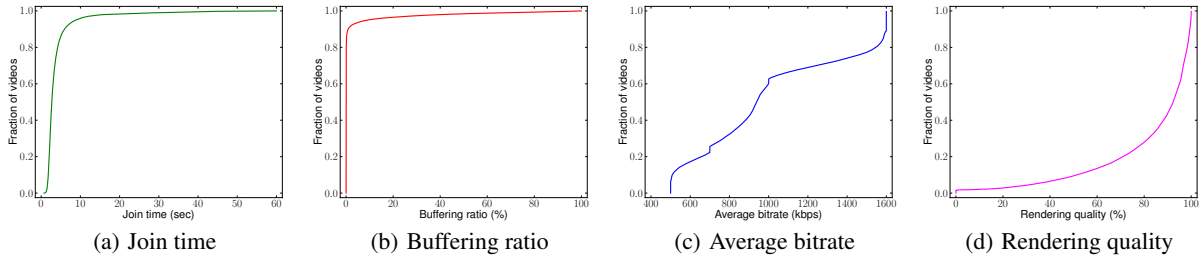 Fraction of videos
1.0
0.8
0.6
0.4
0.2
0.0
0 10 20 30 40 50 60
Join time (sec)
(a) Join time
Fraction of videos
1.0
0.8
0.6
0.4
0.2
0.0
0 20 40 60 80 100
Buffering ratio (%)
(b) Buffering ratio
Fraction of videos
1.0
0.8
0.6
0.4
0.2
0.0
400 600 800 1000 1200 1400 1600
Average bitrate (kbps)
(c) Average bitrate
Fraction of videos
1.0
0.8
0.6
0.4
0.2
0.0
0 20 40 60 80 100
Rendering quality (%)
(d) Rendering quality